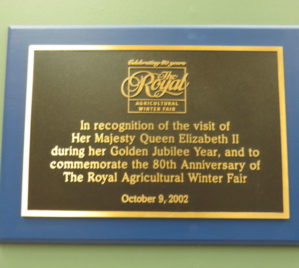 Celebrating 80 years
The
Royal
AGRICULTURAL
WINTER FAIR
In recognition of the visit of
Her Majesty Queen Elizabeth II
during her Golden Jubilee Year, and to
commemorate the 80th Anniversary of
The Royal Agricultural Winter Fair
October 9, 2002